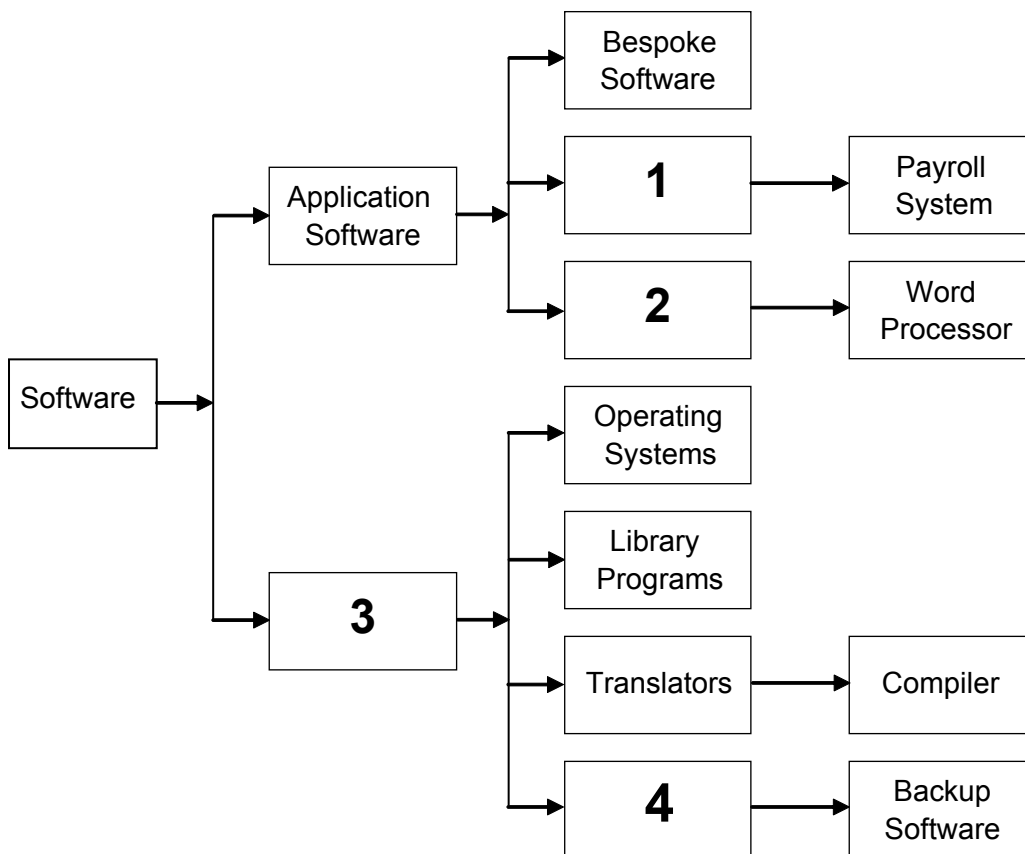 Bespoke
Software
1
Payroll
System
Application
Software
2
Word
Processor
Software
Operating
Systems
Library
Programs
3
Translators
Compiler
4
Backup
Software